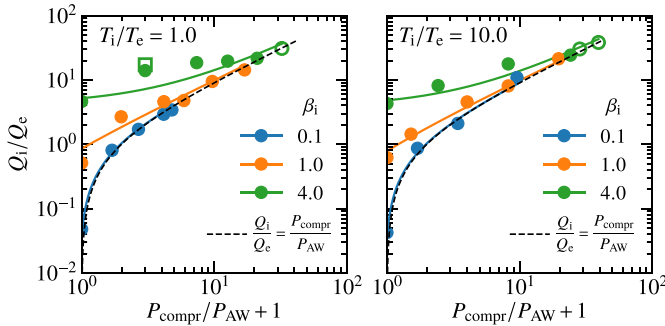 T_i/T_e = 1.0
T_i/T_e = 10.0
Q_i/Q_e
10^2
10^1
10^0
10^{-1}
10^{-2}
β_i
0.1
1.0
4.0
Q_i/Q_e = P_compr/P_AW
β_i
0.1
1.0
4.0
Q_i/Q_e = P_compr/P_AW
10^0
10^1
10^2
10^0
10^1
10^2
P_compr/P_AW + 1
P_compr/P_AW + 1